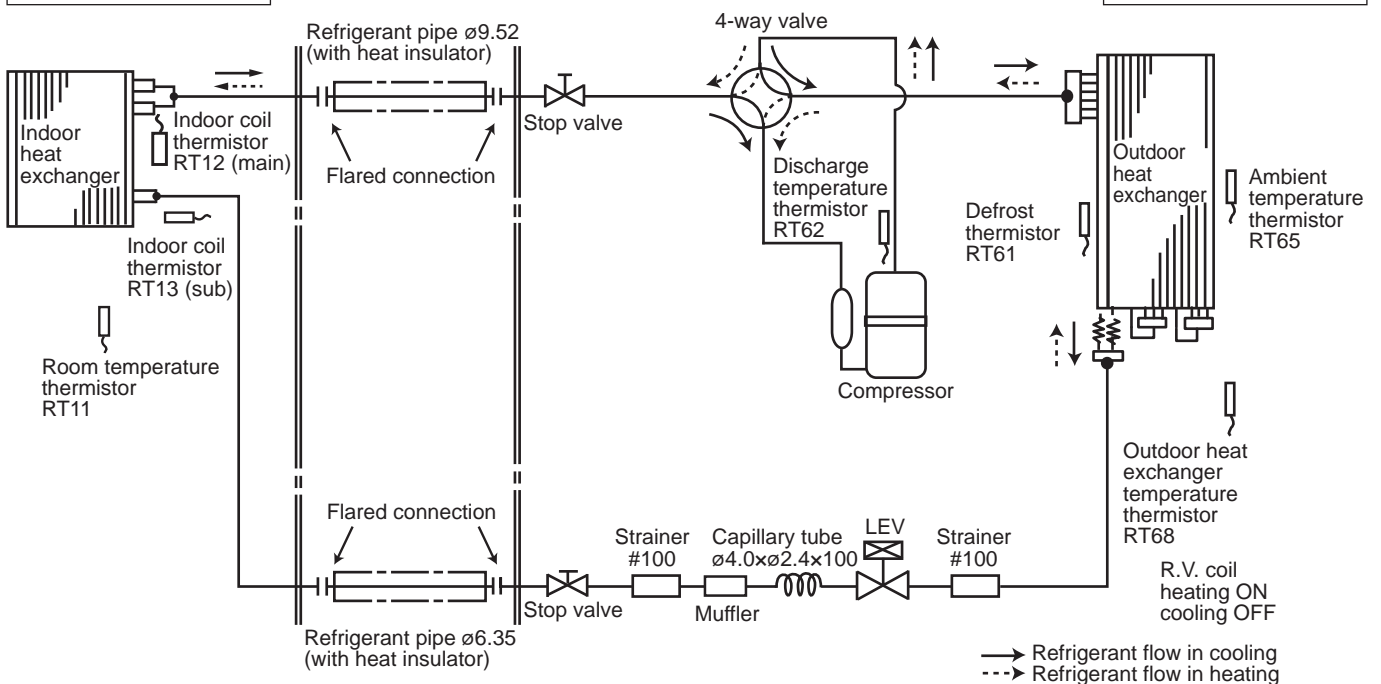 4-way valve
Refrigerant pipe ø9.52
(with heat insulator)
Indoor
heat
exchanger
Indoor coil
thermistor
RT12 (main)
Flared connection
Stop valve
Discharge
temperature
thermistor
RT62
Outdoor
heat
exchanger
Defrost
thermistor
RT61
Ambient
temperature
thermistor
RT65
Indoor coil
thermistor
RT13 (sub)
Room temperature
thermistor
RT11
Compressor
Outdoor heat
exchanger
temperature
thermistor
RT68
Flared connection
Strainer
#100
Capillary tube
ø4.0×ø2.4×100
LEV
Strainer
#100
Stop valve
Muffler
R.V. coil
heating ON
cooling OFF
Refrigerant pipe ø6.35
(with heat insulator)
Refrigerant flow in cooling
Refrigerant flow in heating